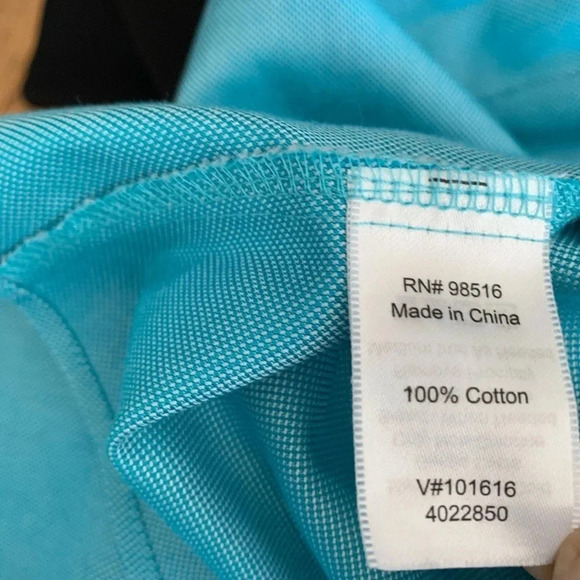 RN# 98516
Made in China
100% Cotton
V#101616
4022850